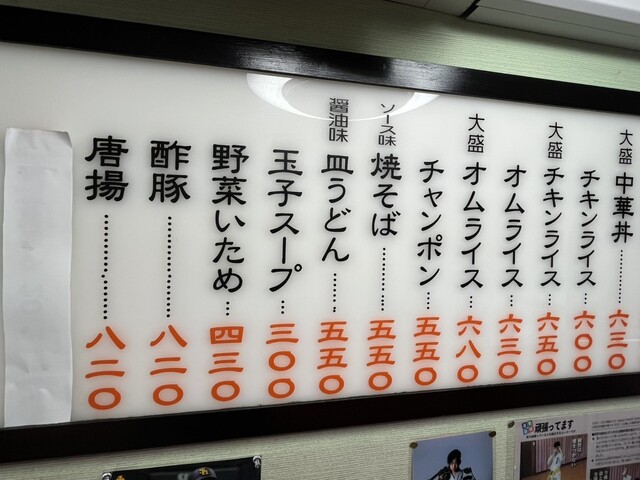 大盛 中華丼………六三〇
チキンライス…六〇〇
大盛 チキンライス…六五〇
オムライス…六三〇
大盛 オムライス…六八〇
チャンポン……五五〇
ソース味 焼そば………五五〇
醤油味 皿うどん…五五〇
玉子スープ…三〇〇
野菜いため…四三〇
酢豚…………八二〇
唐揚…………八二〇
頑張ってます